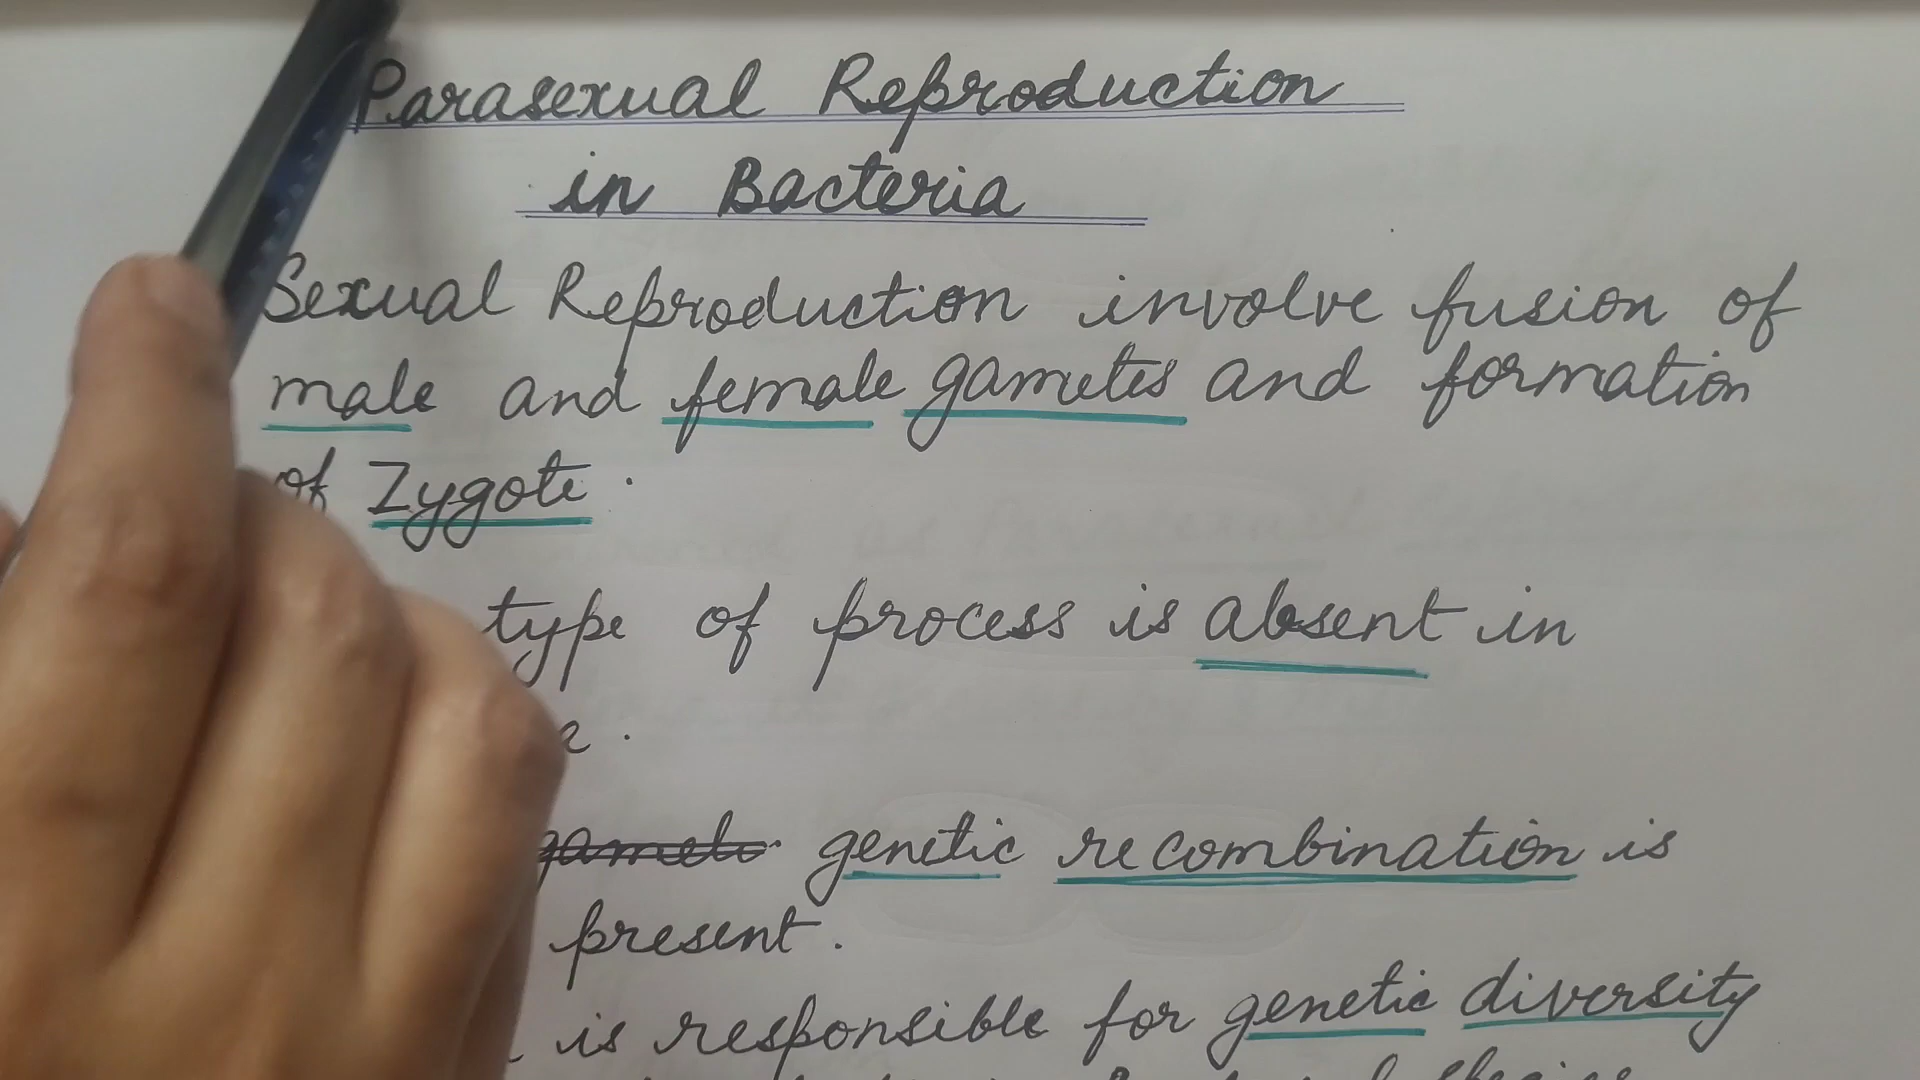 Parasexual Reproduction
in Bacteria
Sexual Reproduction involve fusion of
male and female gametes and formation
of Zygote.
type of process is absent in
genetic recombination is
present.
is responsible for genetic diversity